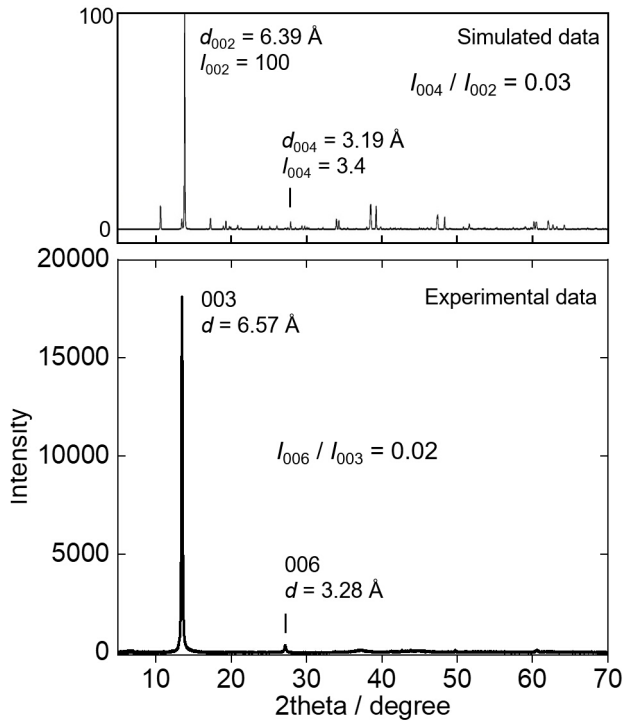 100
d002 = 6.39 Å
I002 = 100
Simulated data
I004 / I002 = 0.03
d004 = 3.19 Å
I004 = 3.4
0
20000
003
d = 6.57 Å
Experimental data
15000
I006 / I003 = 0.02
10000
Intensity
5000
006
d = 3.28 Å
0
10 20 30 40 50 60 70
2theta / degree